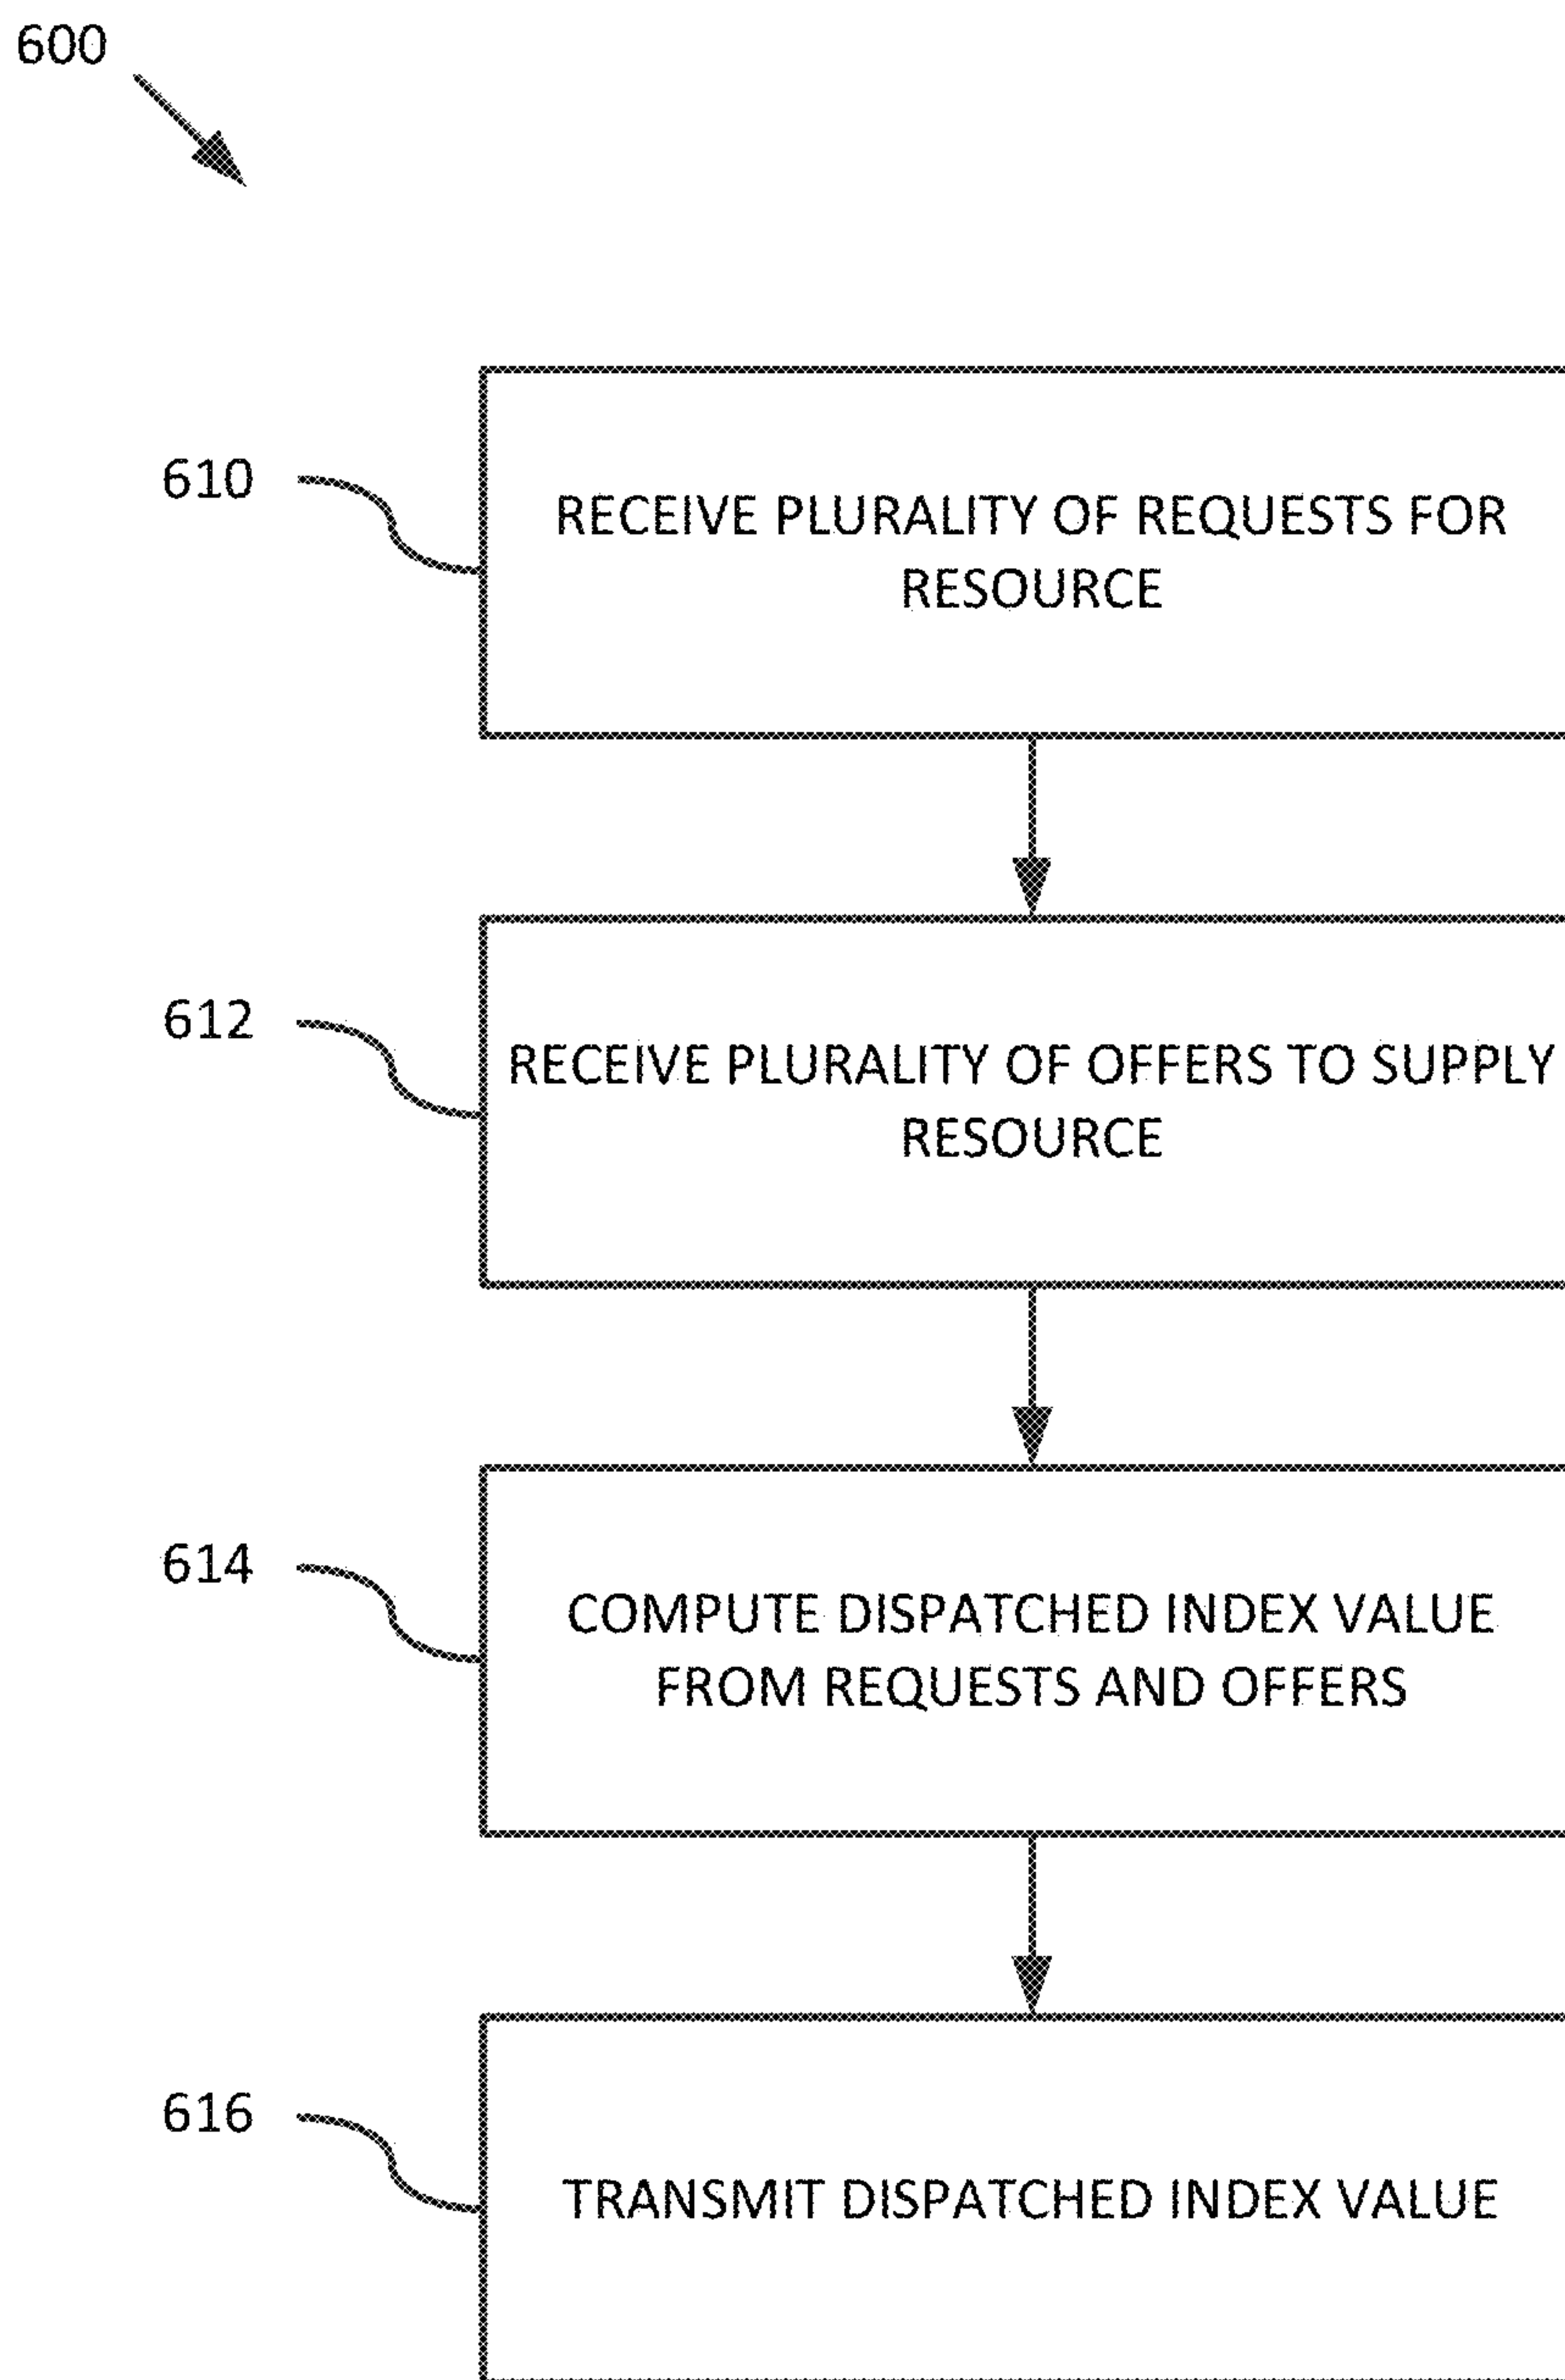 600
610
RECEIVE PLURALITY OF REQUESTS FOR
RESOURCE
612
RECEIVE PLURALITY OF OFFERS TO SUPPLY
RESOURCE
614
COMPUTE DISPATCHED INDEX VALUE
FROM REQUESTS AND OFFERS
616
TRANSMIT DISPATCHED INDEX VALUE